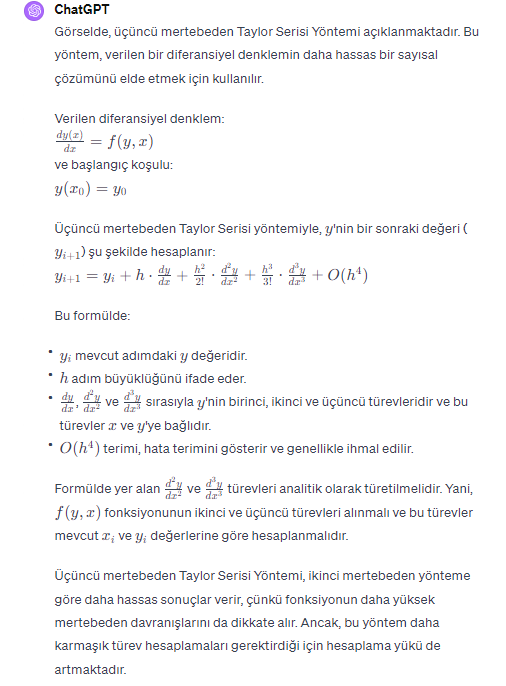 ChatGPT
Görselde, üçüncü mertebeden Taylor Serisi Yöntemi açıklanmaktadır. Bu
yöntem, verilen bir diferansiyel denklemin daha hassas bir sayısal
çözümünü elde etmek için kullanılır.
Verilen diferansiyel denklem:
dy(x)/dx = f(y, x)
ve başlangıç koşulu:
y(x₀) = y₀
Üçüncü mertebeden Taylor Serisi yöntemiyle, y'nin bir sonraki değeri (
yᵢ₊₁) şu şekilde hesaplanır:
yᵢ₊₁ = yᵢ + h · dy/dx + h²/2! · d²y/dx² + h³/3! · d³y/dx³ + O(h⁴)
Bu formülde:
• yᵢ mevcut adımdaki y değeridir.
• h adım büyüklüğünü ifade eder.
• dy/dx, d²y/dx² ve d³y/dx³ sırasıyla y'nin birinci, ikinci ve üçüncü türevleridir ve bu
türevler x ve y'ye bağlıdır.
• O(h⁴) terimi, hata terimini gösterir ve genellikle ihmal edilir.
Formülde yer alan d²y/dx² ve d³y/dx³ türevleri analitik olarak türetilmelidir. Yani,
f(y, x) fonksiyonunun ikinci ve üçüncü türevleri alınmalı ve bu türevler
mevcut xᵢ ve yᵢ değerlerine göre hesaplanmalıdır.
Üçüncü mertebeden Taylor Serisi Yöntemi, ikinci mertebeden yönteme
göre daha hassas sonuçlar verir, çünkü fonksiyonun daha yüksek
mertebeden davranışlarını da dikkate alır. Ancak, bu yöntem daha
karmaşık türev hesaplamaları gerektirdiği için hesaplama yükü de
artmaktadır.